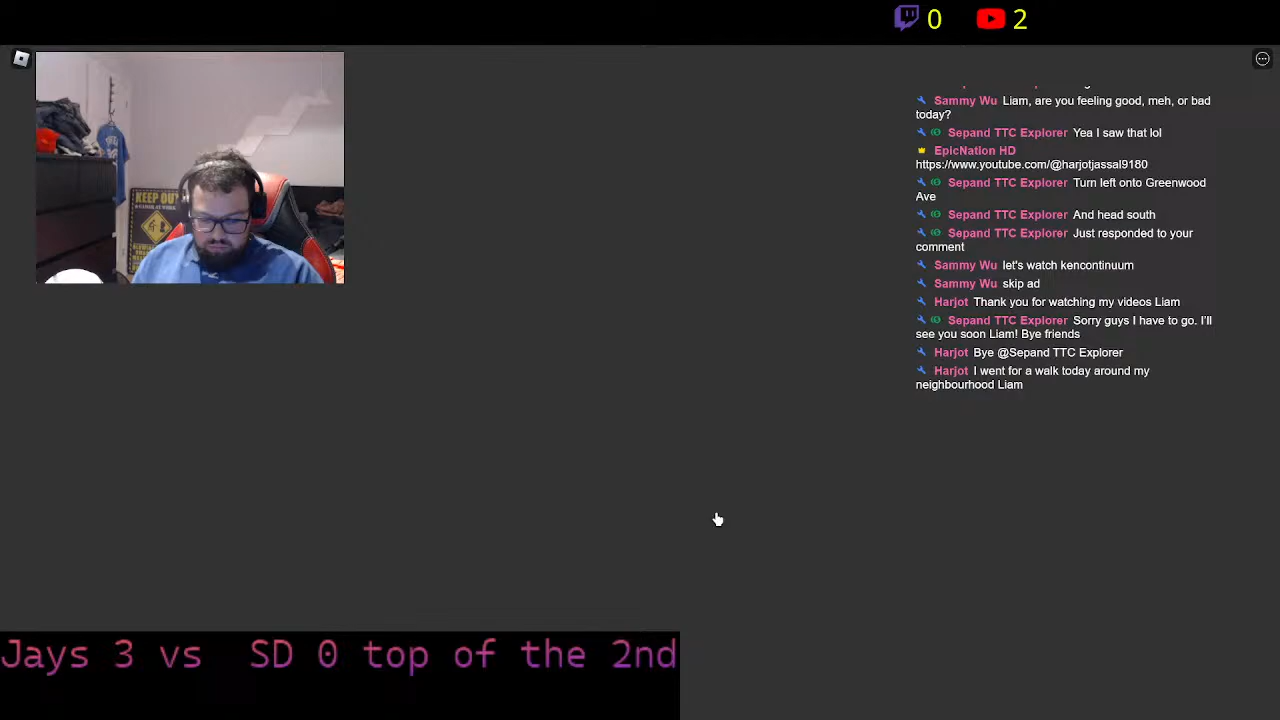 0 2
Sammy Wu Liam, are you feeling good, meh, or bad
today?
Sepand TTC Explorer Yea I saw that lol
EpicNation HD
https://www.youtube.com/@harjotjassal9180
Sepand TTC Explorer Turn left onto Greenwood
Ave
Sepand TTC Explorer And head south
Sepand TTC Explorer Just responded to your
comment
Sammy Wu let's watch kencontinuum
Sammy Wu skip ad
Harjot Thank you for watching my videos Liam
Sepand TTC Explorer Sorry guys I have to go. I'll
see you soon Liam! Bye friends
Harjot Bye @Sepand TTC Explorer
Harjot I went for a walk today around my
neighbourhood Liam
KEEP OUT
Jays 3 vs  SD 0 top of the 2nd